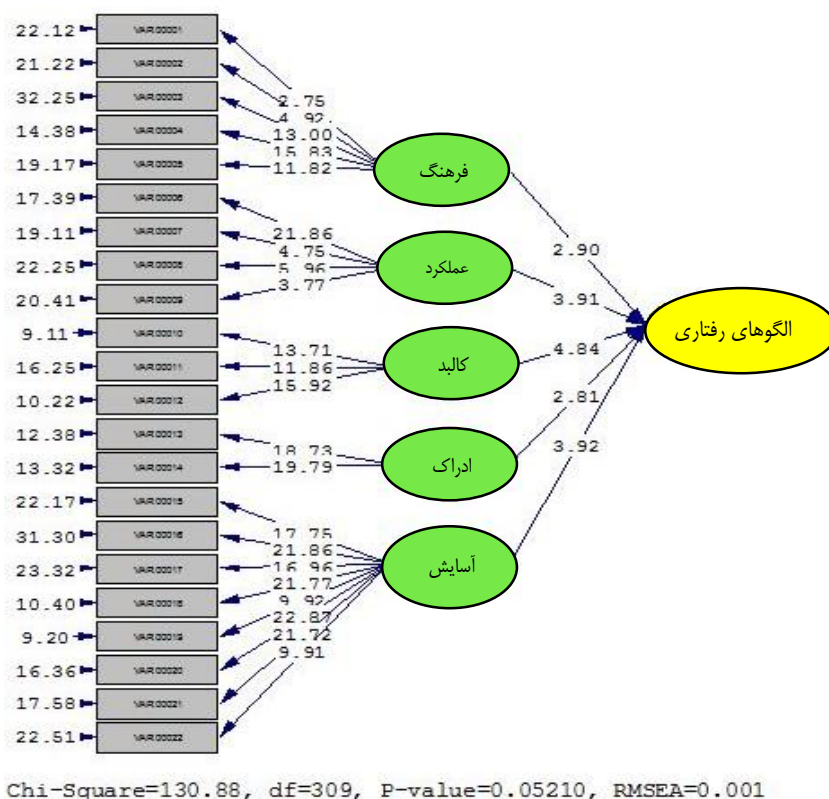 22.12 VAR00001
21.22 VAR00002
32.25 VAR00003
14.38 VAR00004
19.17 VAR00005
17.39 VAR00006
19.11 VAR00007
22.25 VAR00008
20.41 VAR00009
9.11 VAR00010
16.25 VAR00011
10.22 VAR00012
12.38 VAR00013
13.32 VAR00014
22.17 VAR00015
31.30 VAR00016
23.32 VAR00017
10.40 VAR00018
9.20 VAR00019
16.36 VAR00020
17.58 VAR00021
22.51 VAR00022
2.75
4.92
13.00
15.83
11.82
21.86
4.75
5.96
3.77
13.71
11.86
15.92
18.73
19.79
17.75
21.86
16.96
21.77
9.92
22.87
21.72
9.91
فرهنگ
عملکرد
کالبد
ادراک
آسایش
2.90
3.91
4.84
2.81
3.92
الگوهای رفتاری
Chi-Square=130.88, df=309, P-value=0.05210, RMSEA=0.001